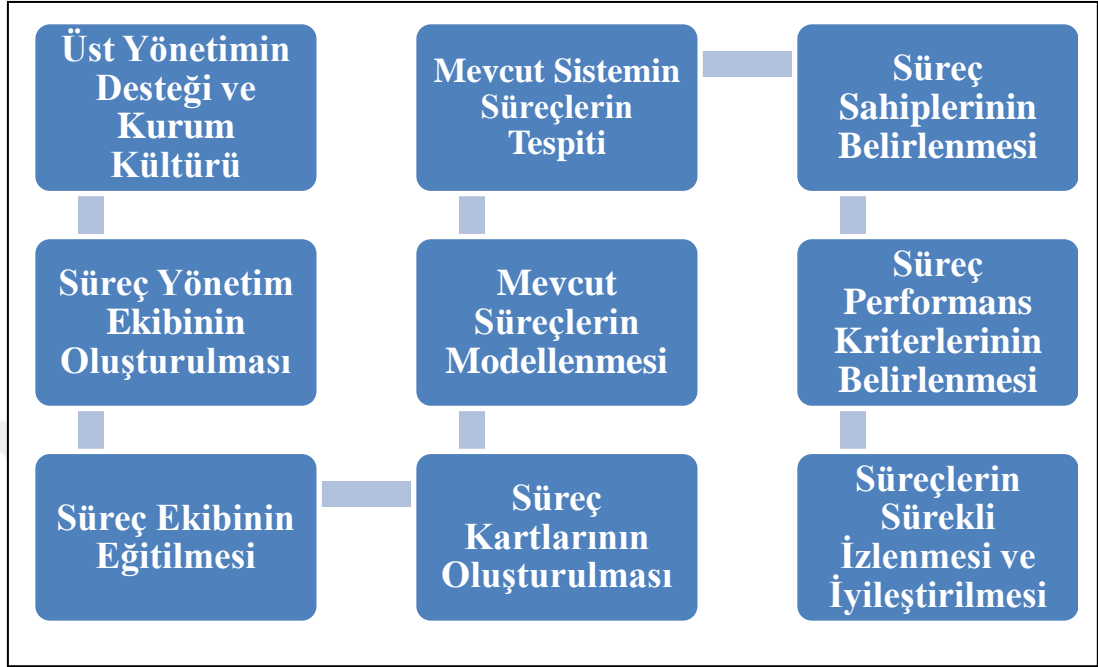 Üst Yönetimin
Desteği ve
Kurum
Kültürü
Süreç Yönetim
Ekibinin
Oluşturulması
Süreç Ekibinin
Eğitilmesi
Süreç
Kartlarının
Oluşturulması
Mevcut
Süreçlerin
Modellenmesi
Mevcut Sistemin
Süreçlerin
Tespiti
Süreç
Sahiplerinin
Belirlenmesi
Süreç
Performans
Kriterlerinin
Belirlenmesi
Süreçlerin
Sürekli
İzlenmesi ve
İyileştirilmesi